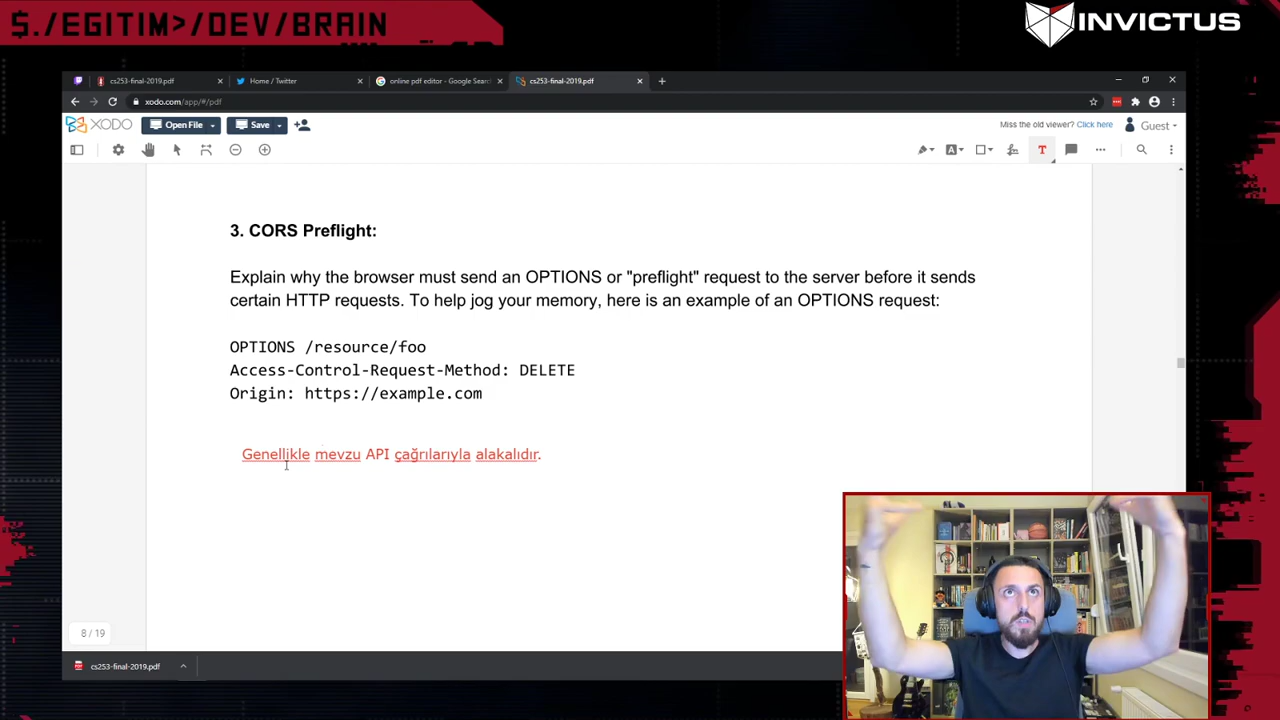 $./EGITIM>/DEV/BRAIN
INVICTUS
cs253-final-2019.pdf
Home / Twitter
online pdf editor - Google Searc
cs253-final-2019.pdf
xodo.com/app/#/pdf
XODO
Open File
Save
Miss the old viewer? Click here
Guest
3. CORS Preflight:
Explain why the browser must send an OPTIONS or "preflight" request to the server before it sends
certain HTTP requests. To help jog your memory, here is an example of an OPTIONS request:
OPTIONS /resource/foo
Access-Control-Request-Method: DELETE
Origin: https://example.com
Genellikle mevzu API çağrılarıyla alakalıdır.
8 / 19
cs253-final-2019.pdf